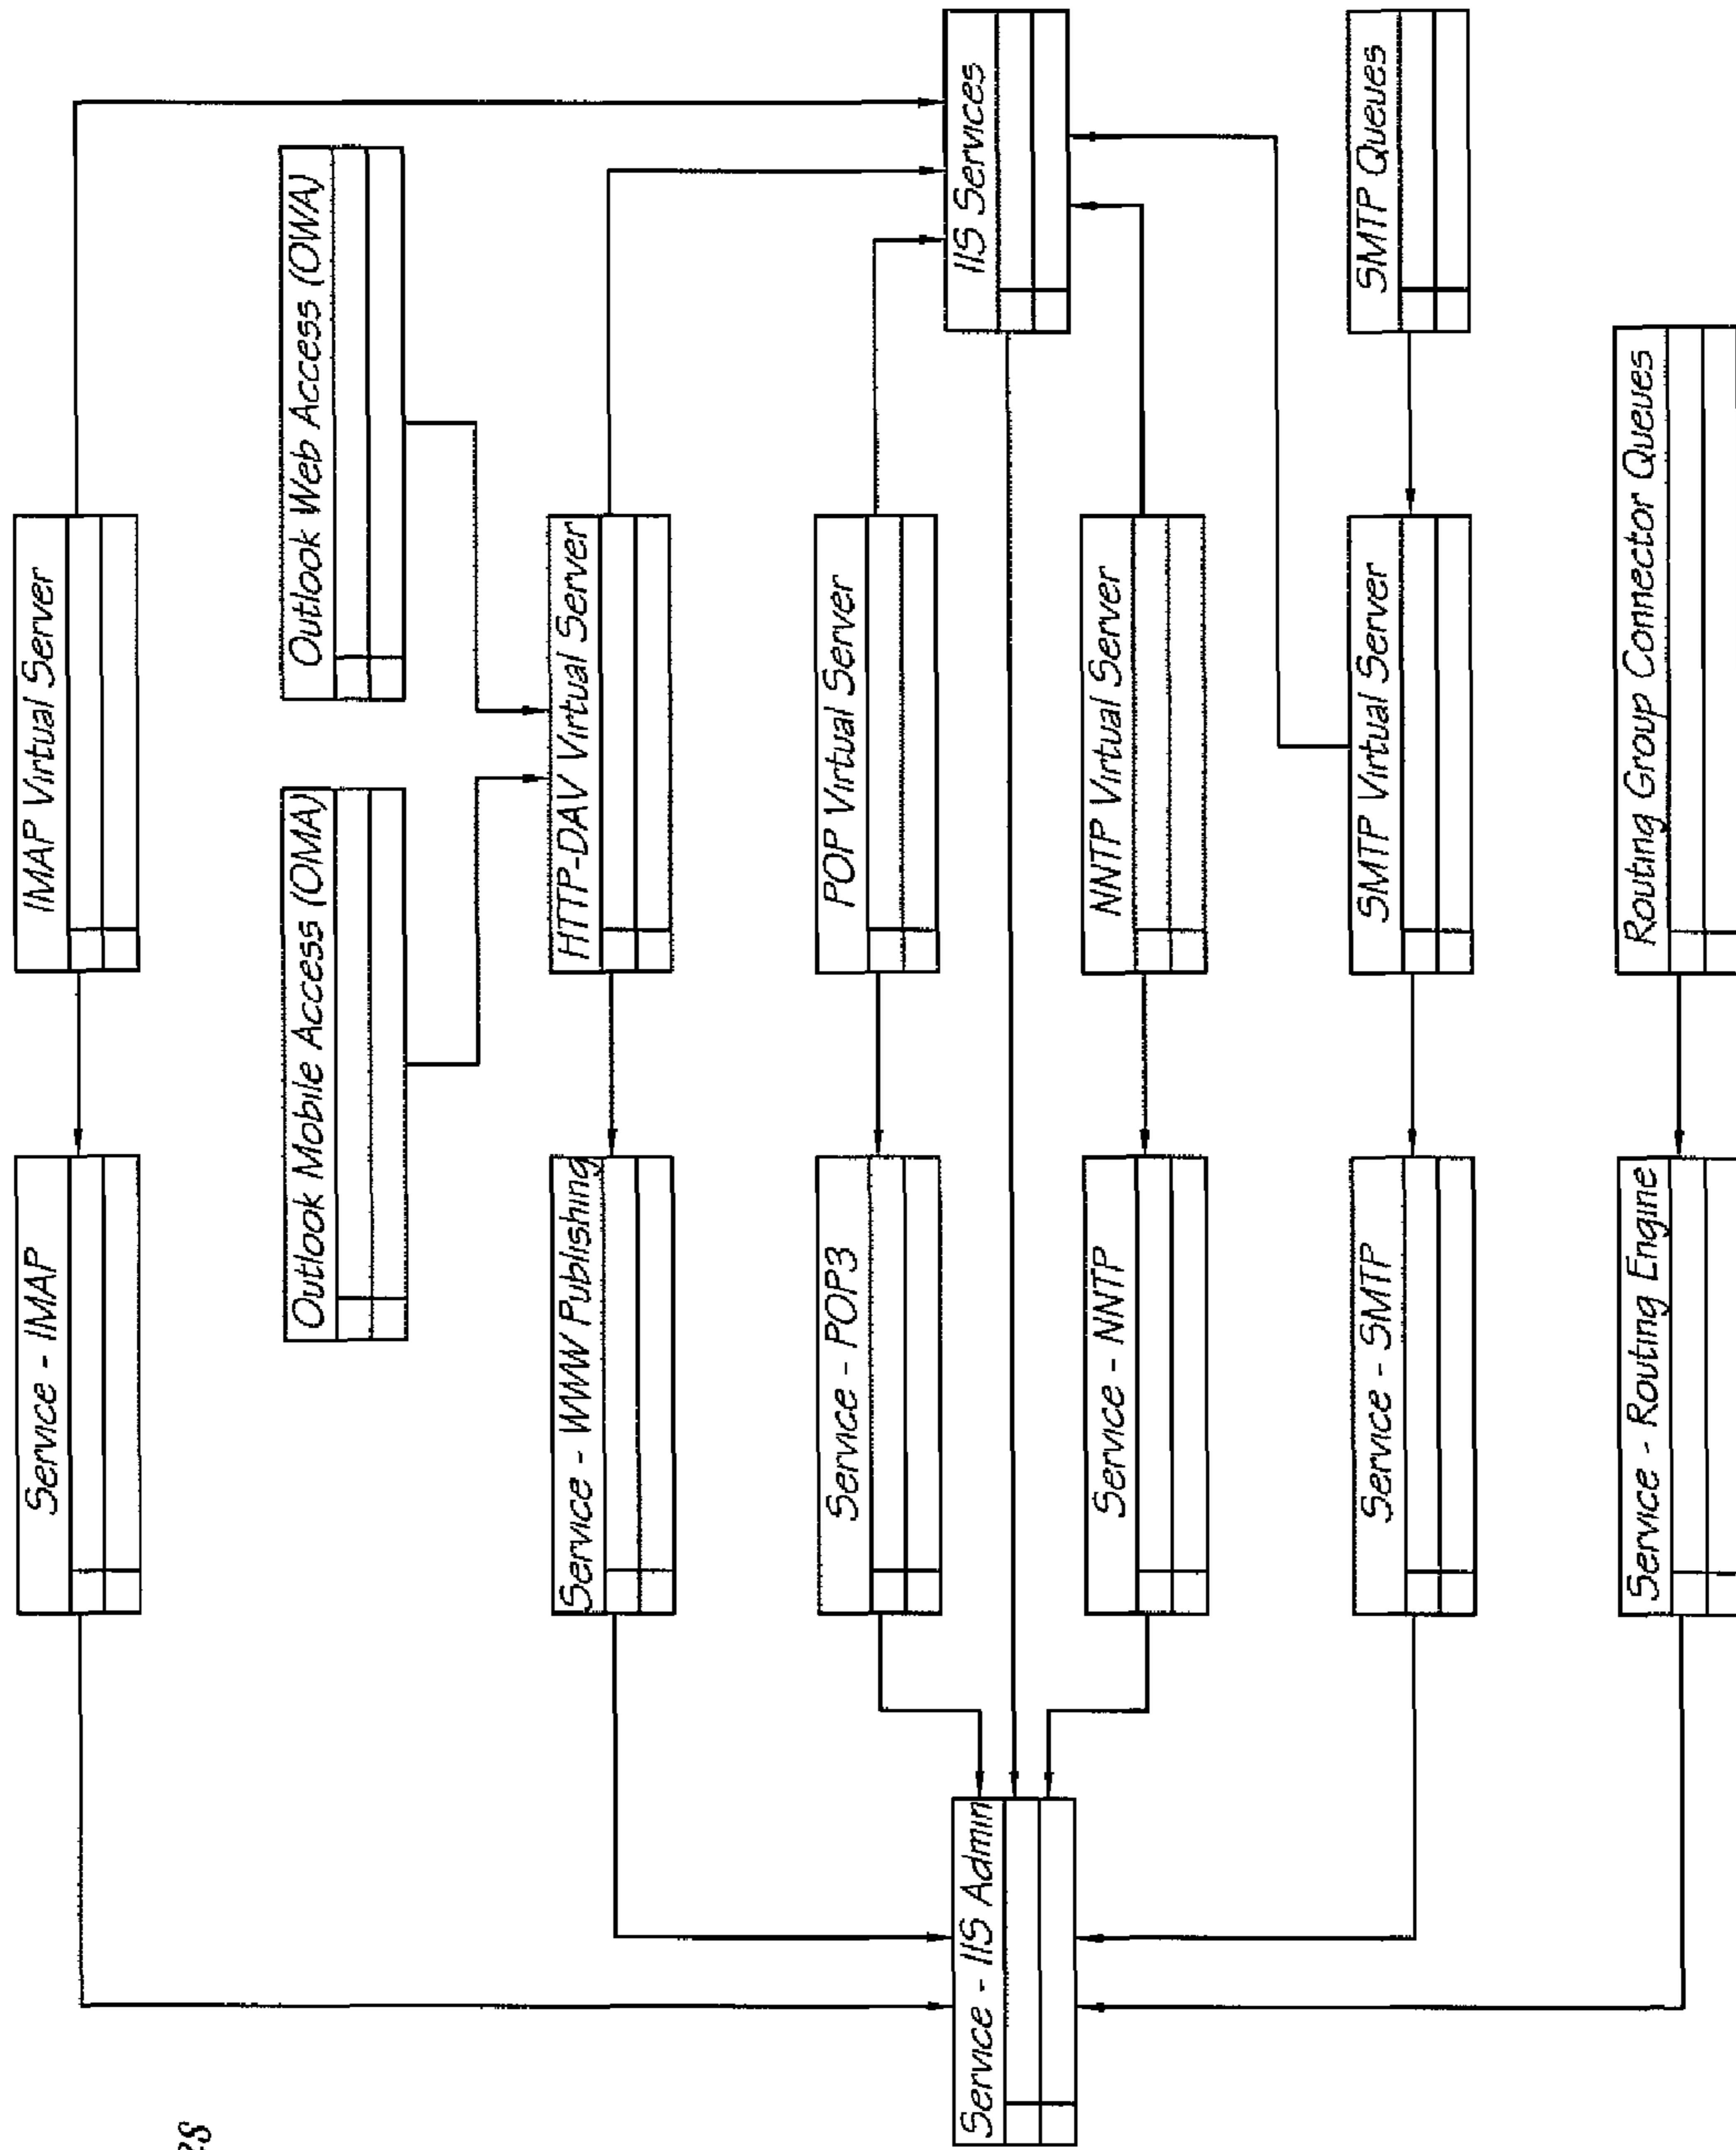 Service - IMAP
IMAP Virtual Server
Outlook Mobile Access (OMA)
Outlook Web Access (OWA)
Service - WWW Publishing
HTTP-DAV Virtual Server
Service - POP3
POP Virtual Server
Service - IIS Admin
IIS Services
Service - NNTP
NNTP Virtual Server
Service - SMTP
SMTP Virtual Server
SMTP Queues
Service - Routing Engine
Routing Group Connector Queues